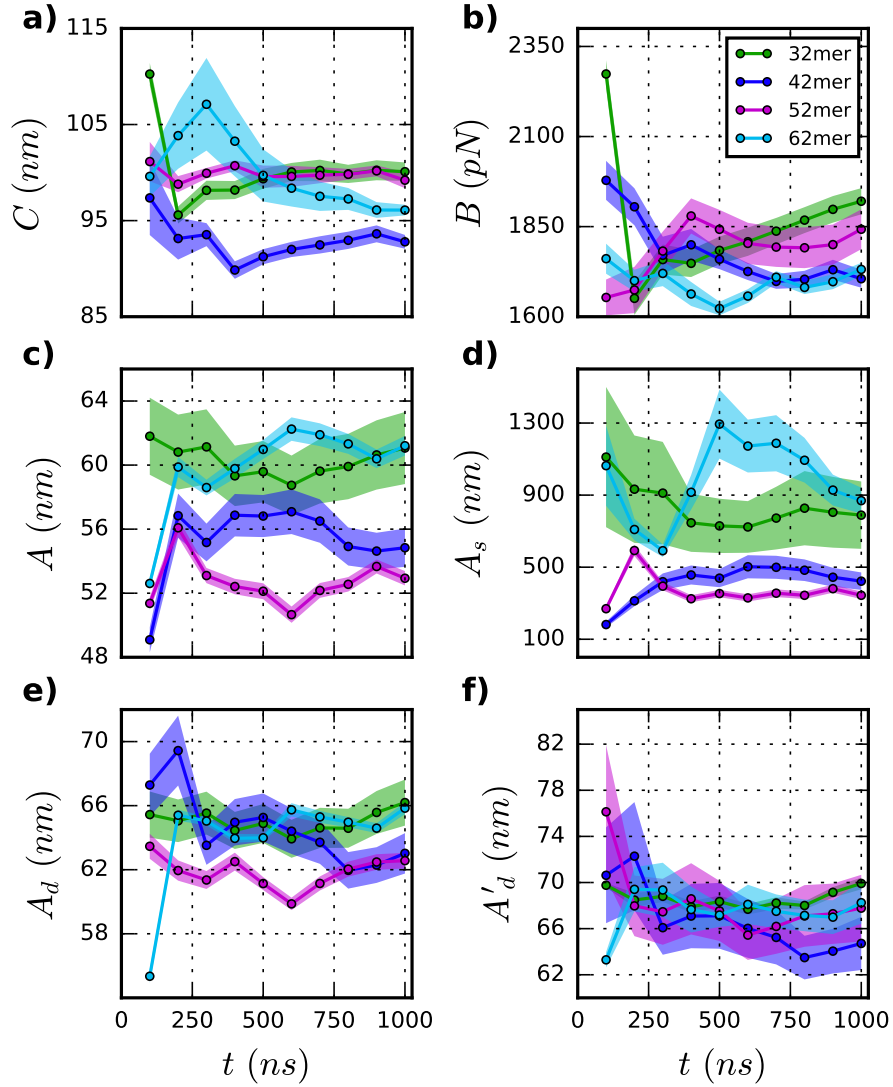 a)
115
105
95
85
C (nm)
b)
2350
2100
1850
1600
B (pN)
32mer
42mer
52mer
62mer
c)
64
60
56
52
48
A (nm)
d)
1300
900
500
100
A_s (nm)
e)
70
66
62
58
A_d (nm)
0 250 500 750 1000
t (ns)
f)
82
78
74
70
66
62
A'_d (nm)
0 250 500 750 1000
t (ns)